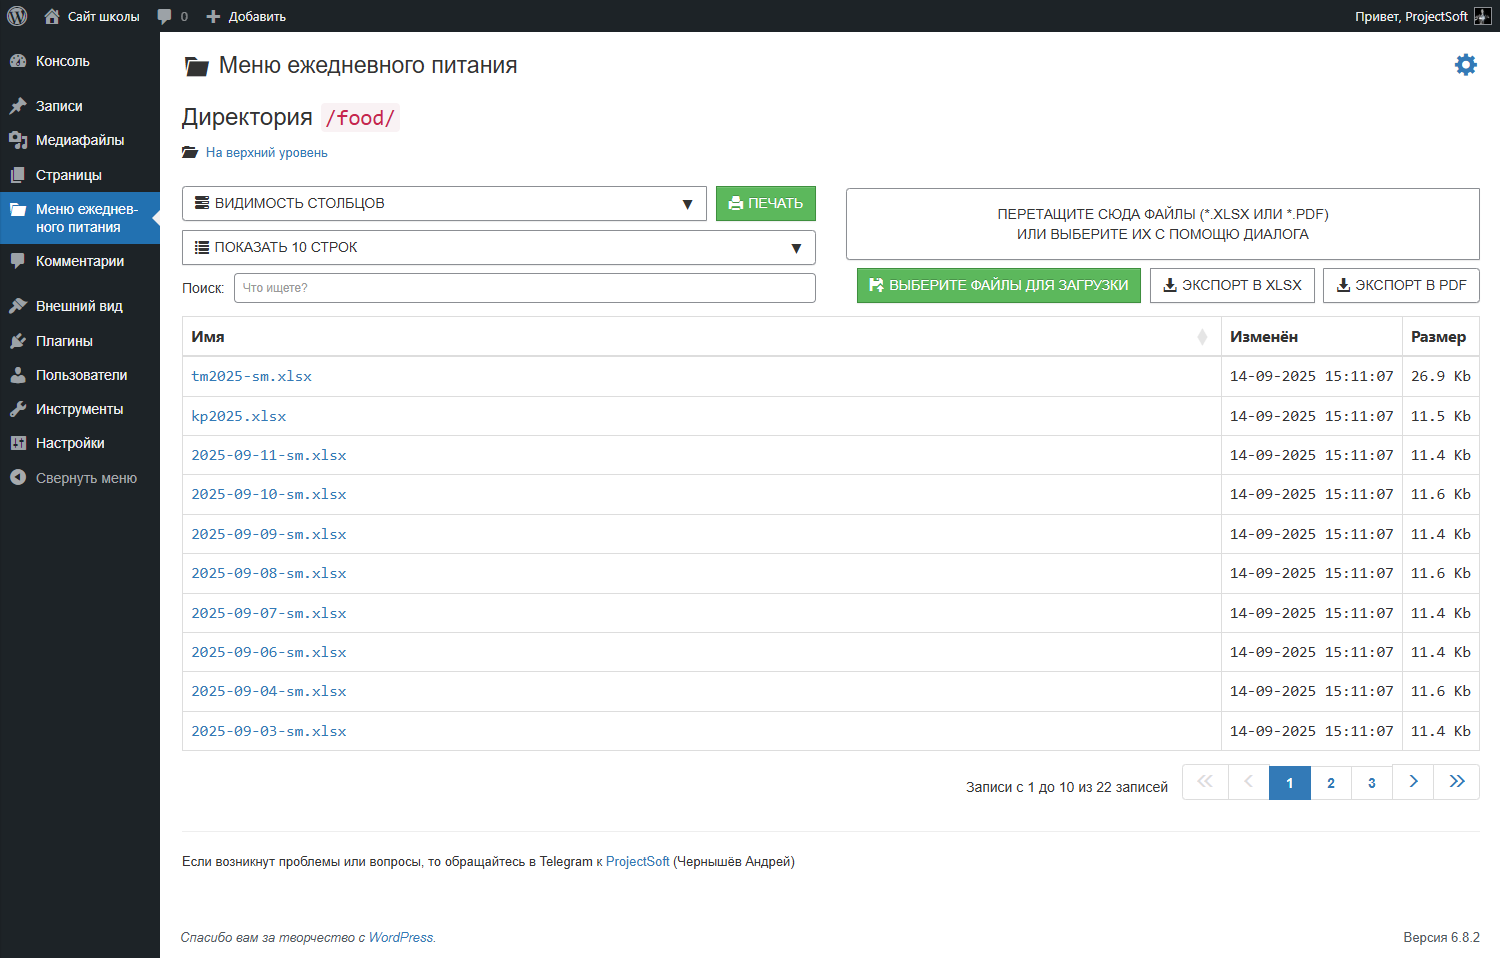 Сайт школы
0
Добавить
Привет, ProjectSoft
Консоль
Записи
Медиафайлы
Страницы
Меню ежеднев-
ного питания
Комментарии
Внешний вид
Плагины
Пользователи
Инструменты
Настройки
Свернуть меню
Меню ежедневного питания
Директория /food/
На верхний уровень
ВИДИМОСТЬ СТОЛБЦОВ ▼
ПЕЧАТЬ
ПОКАЗАТЬ 10 СТРОК ▼
Поиск: Что ищете?
ПЕРЕТАЩИТЕ СЮДА ФАЙЛЫ (*.XLSX ИЛИ *.PDF)
ИЛИ ВЫБЕРИТЕ ИХ С ПОМОЩЮ ДИАЛОГА
ВЫБЕРИТЕ ФАЙЛЫ ДЛЯ ЗАГРУЗКИ
ЭКСПОРТ В XLSX
ЭКСПОРТ В PDF
Имя Изменён Размер
tm2025-sm.xlsx 14-09-2025 15:11:07 26.9 Kb
kp2025.xlsx 14-09-2025 15:11:07 11.5 Kb
2025-09-11-sm.xlsx 14-09-2025 15:11:07 11.4 Kb
2025-09-10-sm.xlsx 14-09-2025 15:11:07 11.6 Kb
2025-09-09-sm.xlsx 14-09-2025 15:11:07 11.4 Kb
2025-09-08-sm.xlsx 14-09-2025 15:11:07 11.6 Kb
2025-09-07-sm.xlsx 14-09-2025 15:11:07 11.4 Kb
2025-09-06-sm.xlsx 14-09-2025 15:11:07 11.4 Kb
2025-09-04-sm.xlsx 14-09-2025 15:11:07 11.6 Kb
2025-09-03-sm.xlsx 14-09-2025 15:11:07 11.4 Kb
Записи с 1 до 10 из 22 записей
« ‹ 1 2 3 › »
Если возникнут проблемы или вопросы, то обращайтесь в Telegram к ProjectSoft (Чернышёв Андрей)
Спасибо вам за творчество с WordPress.
Версия 6.8.2